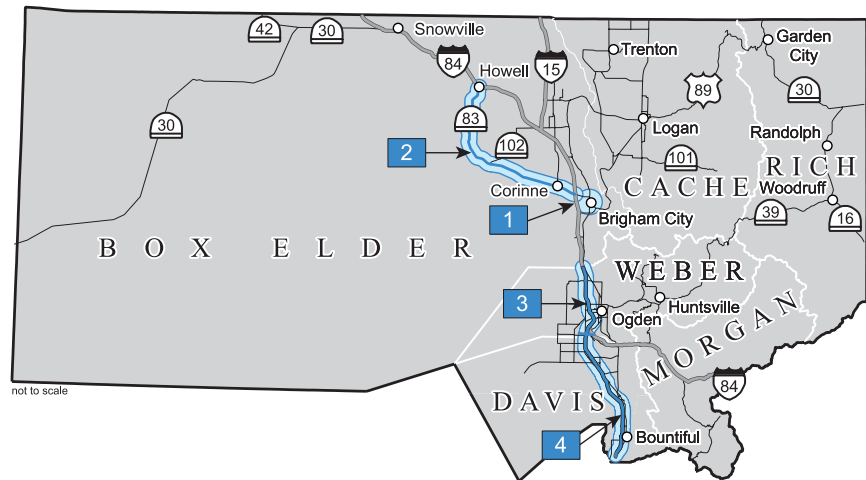 42
30
Snowville
84
Howell
15
Trenton
Garden
City
89
30
83
30
Logan
Randolph
2
102
101
RICH
Corinne
CACHE
Woodruff
1
Brigham City
39
16
BOX ELDER
WEBER
3
Huntsville
Ogden
MORGAN
not to scale
84
DAVIS
4
Bountiful